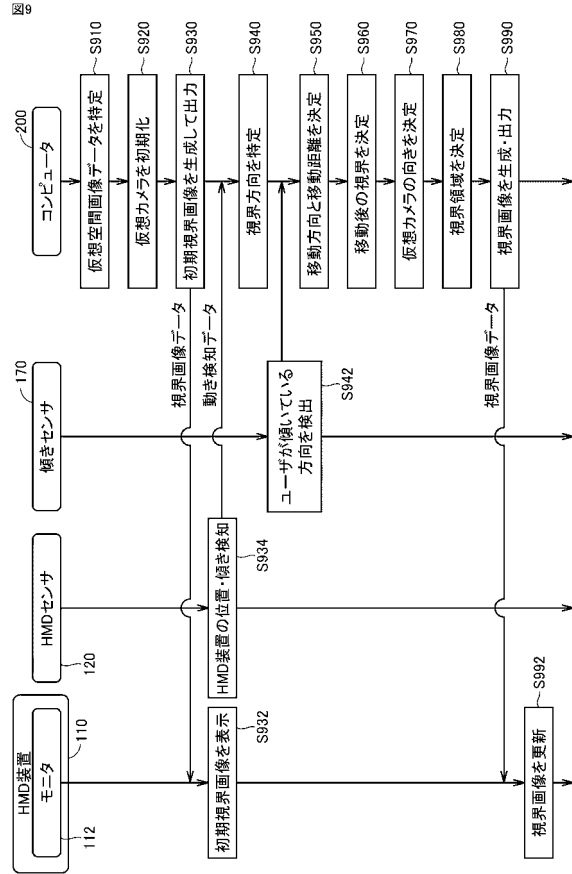 図9
HMD装置
モニタ
110
112
HMDセンサ
120
傾きセンサ
170
コンピュータ
200
仮想空間画像データを特定
S910
仮想カメラを初期化
S920
初期視界画像を生成して出力
S930
視界画像データ
初期視界画像を表示
S932
HMD装置の位置・傾き検知
S934
動き検知データ
視界方向を特定
S940
ユーザが傾いている
方向を検出
S942
移動方向と移動距離を決定
S950
移動後の視界を決定
S960
仮想カメラの向きを決定
S970
視界領域を決定
S980
視界画像を生成・出力
S990
視界画像データ
視界画像を更新
S992